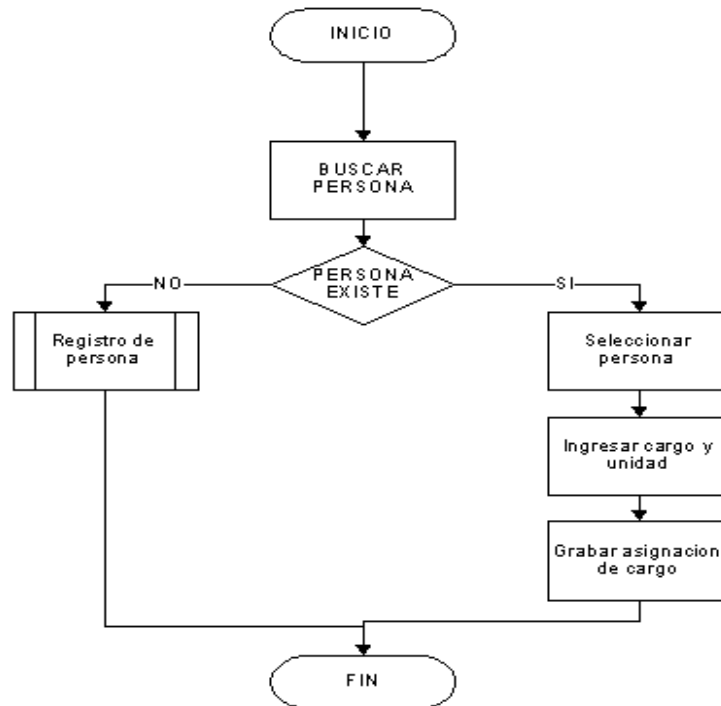 INICIO
BUSCAR
PERSONA
PERSONA
EXISTE
NO
SI
Registro de
persona
Seleccionar
persona
Ingresar cargo y
unidad
Grabar asignacion
de cargo
FIN